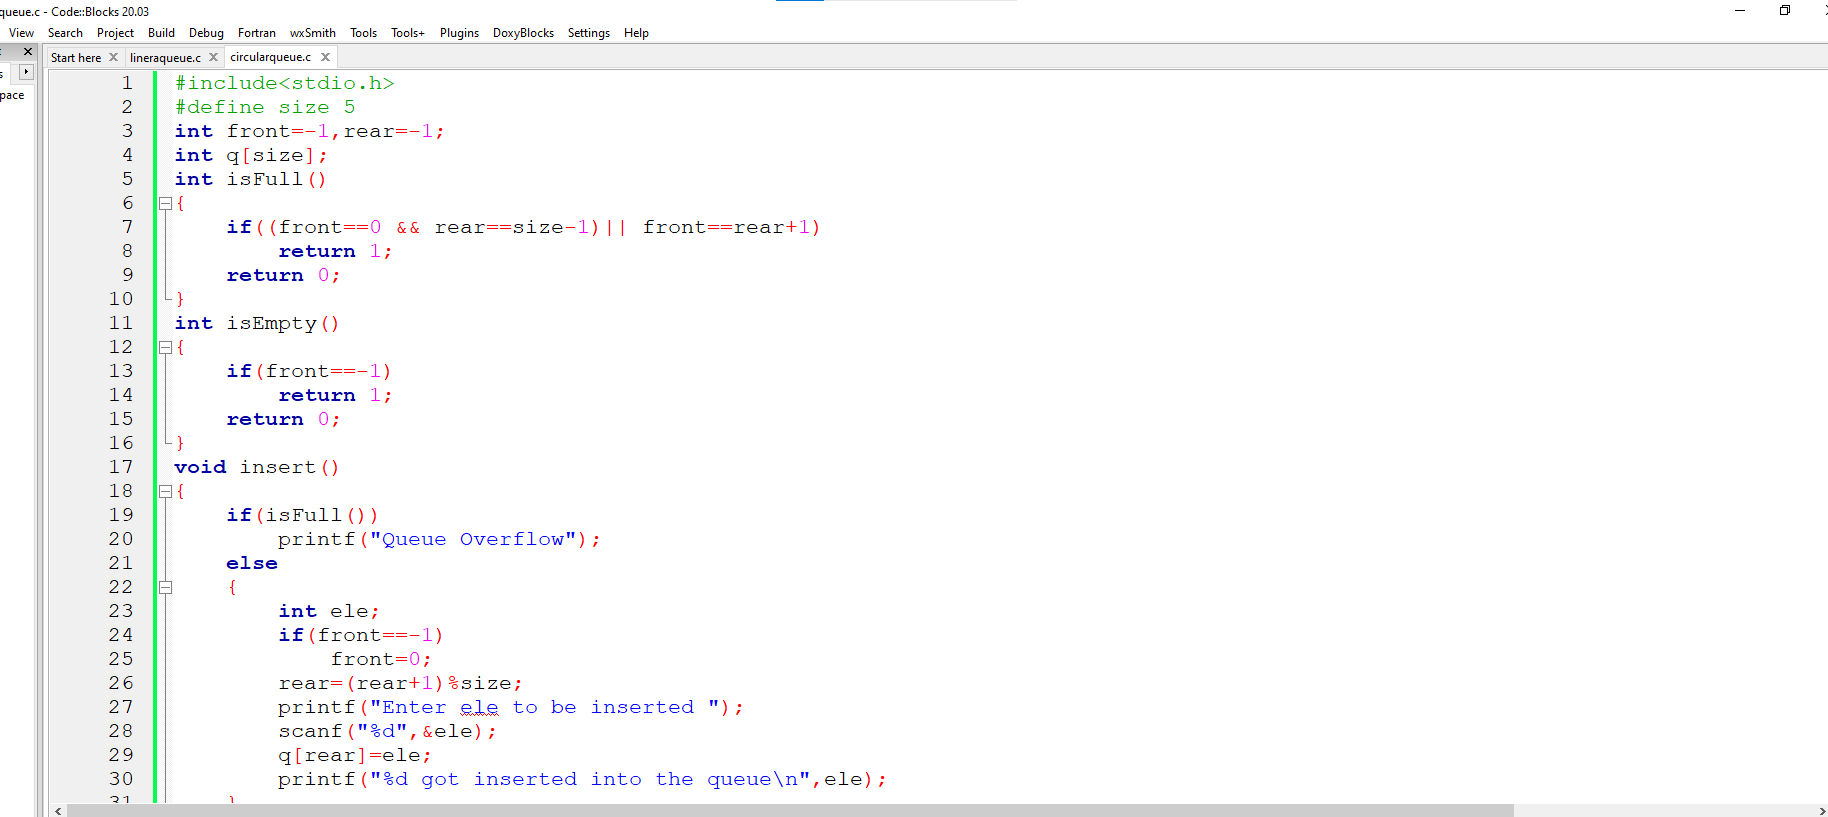 queue.c - Code::Blocks 20.03
View Search Project Build Debug Fortran wxSmith Tools Tools+ Plugins DoxyBlocks Settings Help
Start here lineraqueue.c circularqueue.c
s
pace
1 #include<stdio.h>
2 #define size 5
3 int front=-1,rear=-1;
4 int q[size];
5 int isFull()
6 {
7 if((front==0 && rear==size-1)|| front==rear+1)
8 return 1;
9 return 0;
10 }
11 int isEmpty()
12 {
13 if(front==-1)
14 return 1;
15 return 0;
16 }
17 void insert()
18 {
19 if(isFull())
20 printf("Queue Overflow");
21 else
22 {
23 int ele;
24 if(front==-1)
25 front=0;
26 rear=(rear+1)%size;
27 printf("Enter ele to be inserted ");
28 scanf("%d",&ele);
29 q[rear]=ele;
30 printf("%d got inserted into the queue\n",ele);
31 }